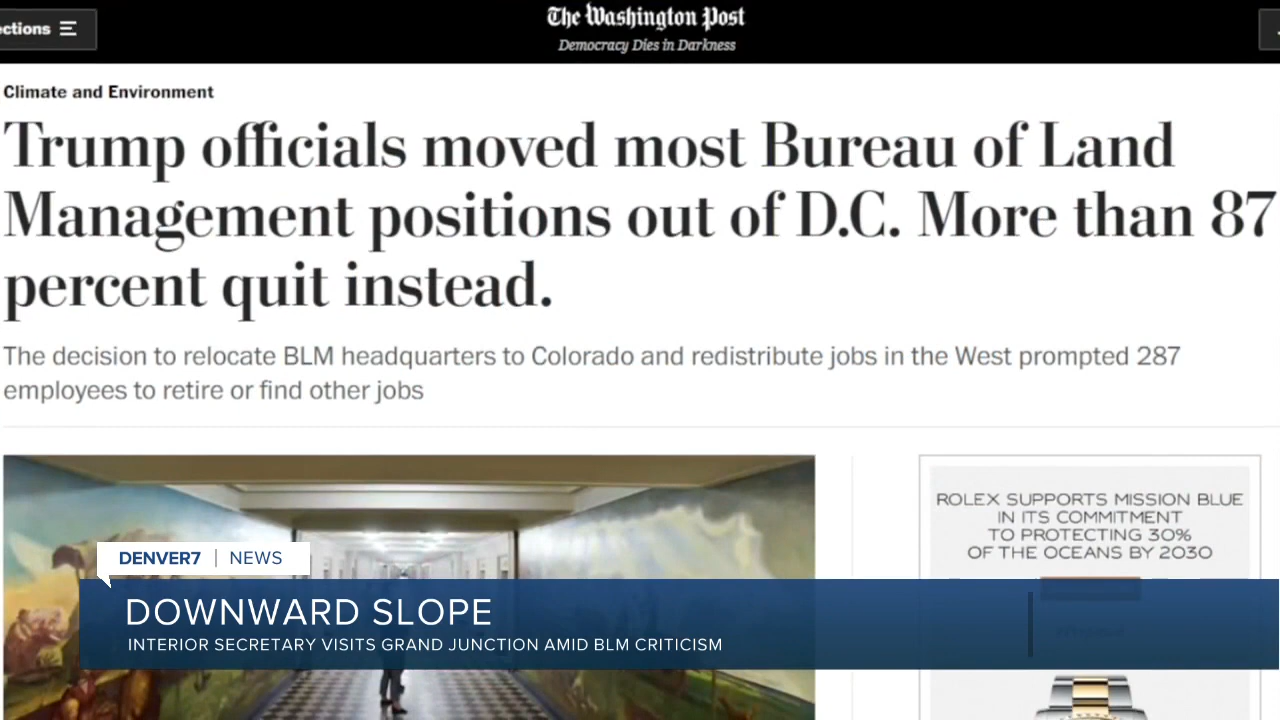 ections
The Washington Post
Democracy Dies in Darkness
Climate and Environment
Trump officials moved most Bureau of Land
Management positions out of D.C. More than 87
percent quit instead.
The decision to relocate BLM headquarters to Colorado and redistribute jobs in the West prompted 287
employees to retire or find other jobs
ROLEX SUPPORTS MISSION BLUE
IN ITS COMMITMENT
TO PROTECTING 30%
OF THE OCEANS BY 2030
DENVER7 | NEWS
DOWNWARD SLOPE
INTERIOR SECRETARY VISITS GRAND JUNCTION AMID BLM CRITICISM